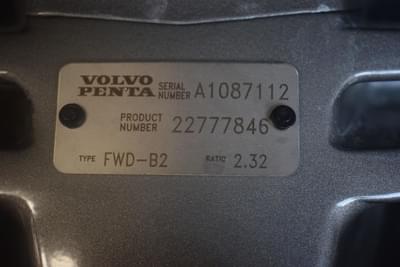 VOLVO PENTA SERIAL NUMBER A1087112
PRODUCT NUMBER 22777846
TYPE FWD-B2 RATIO 2.32